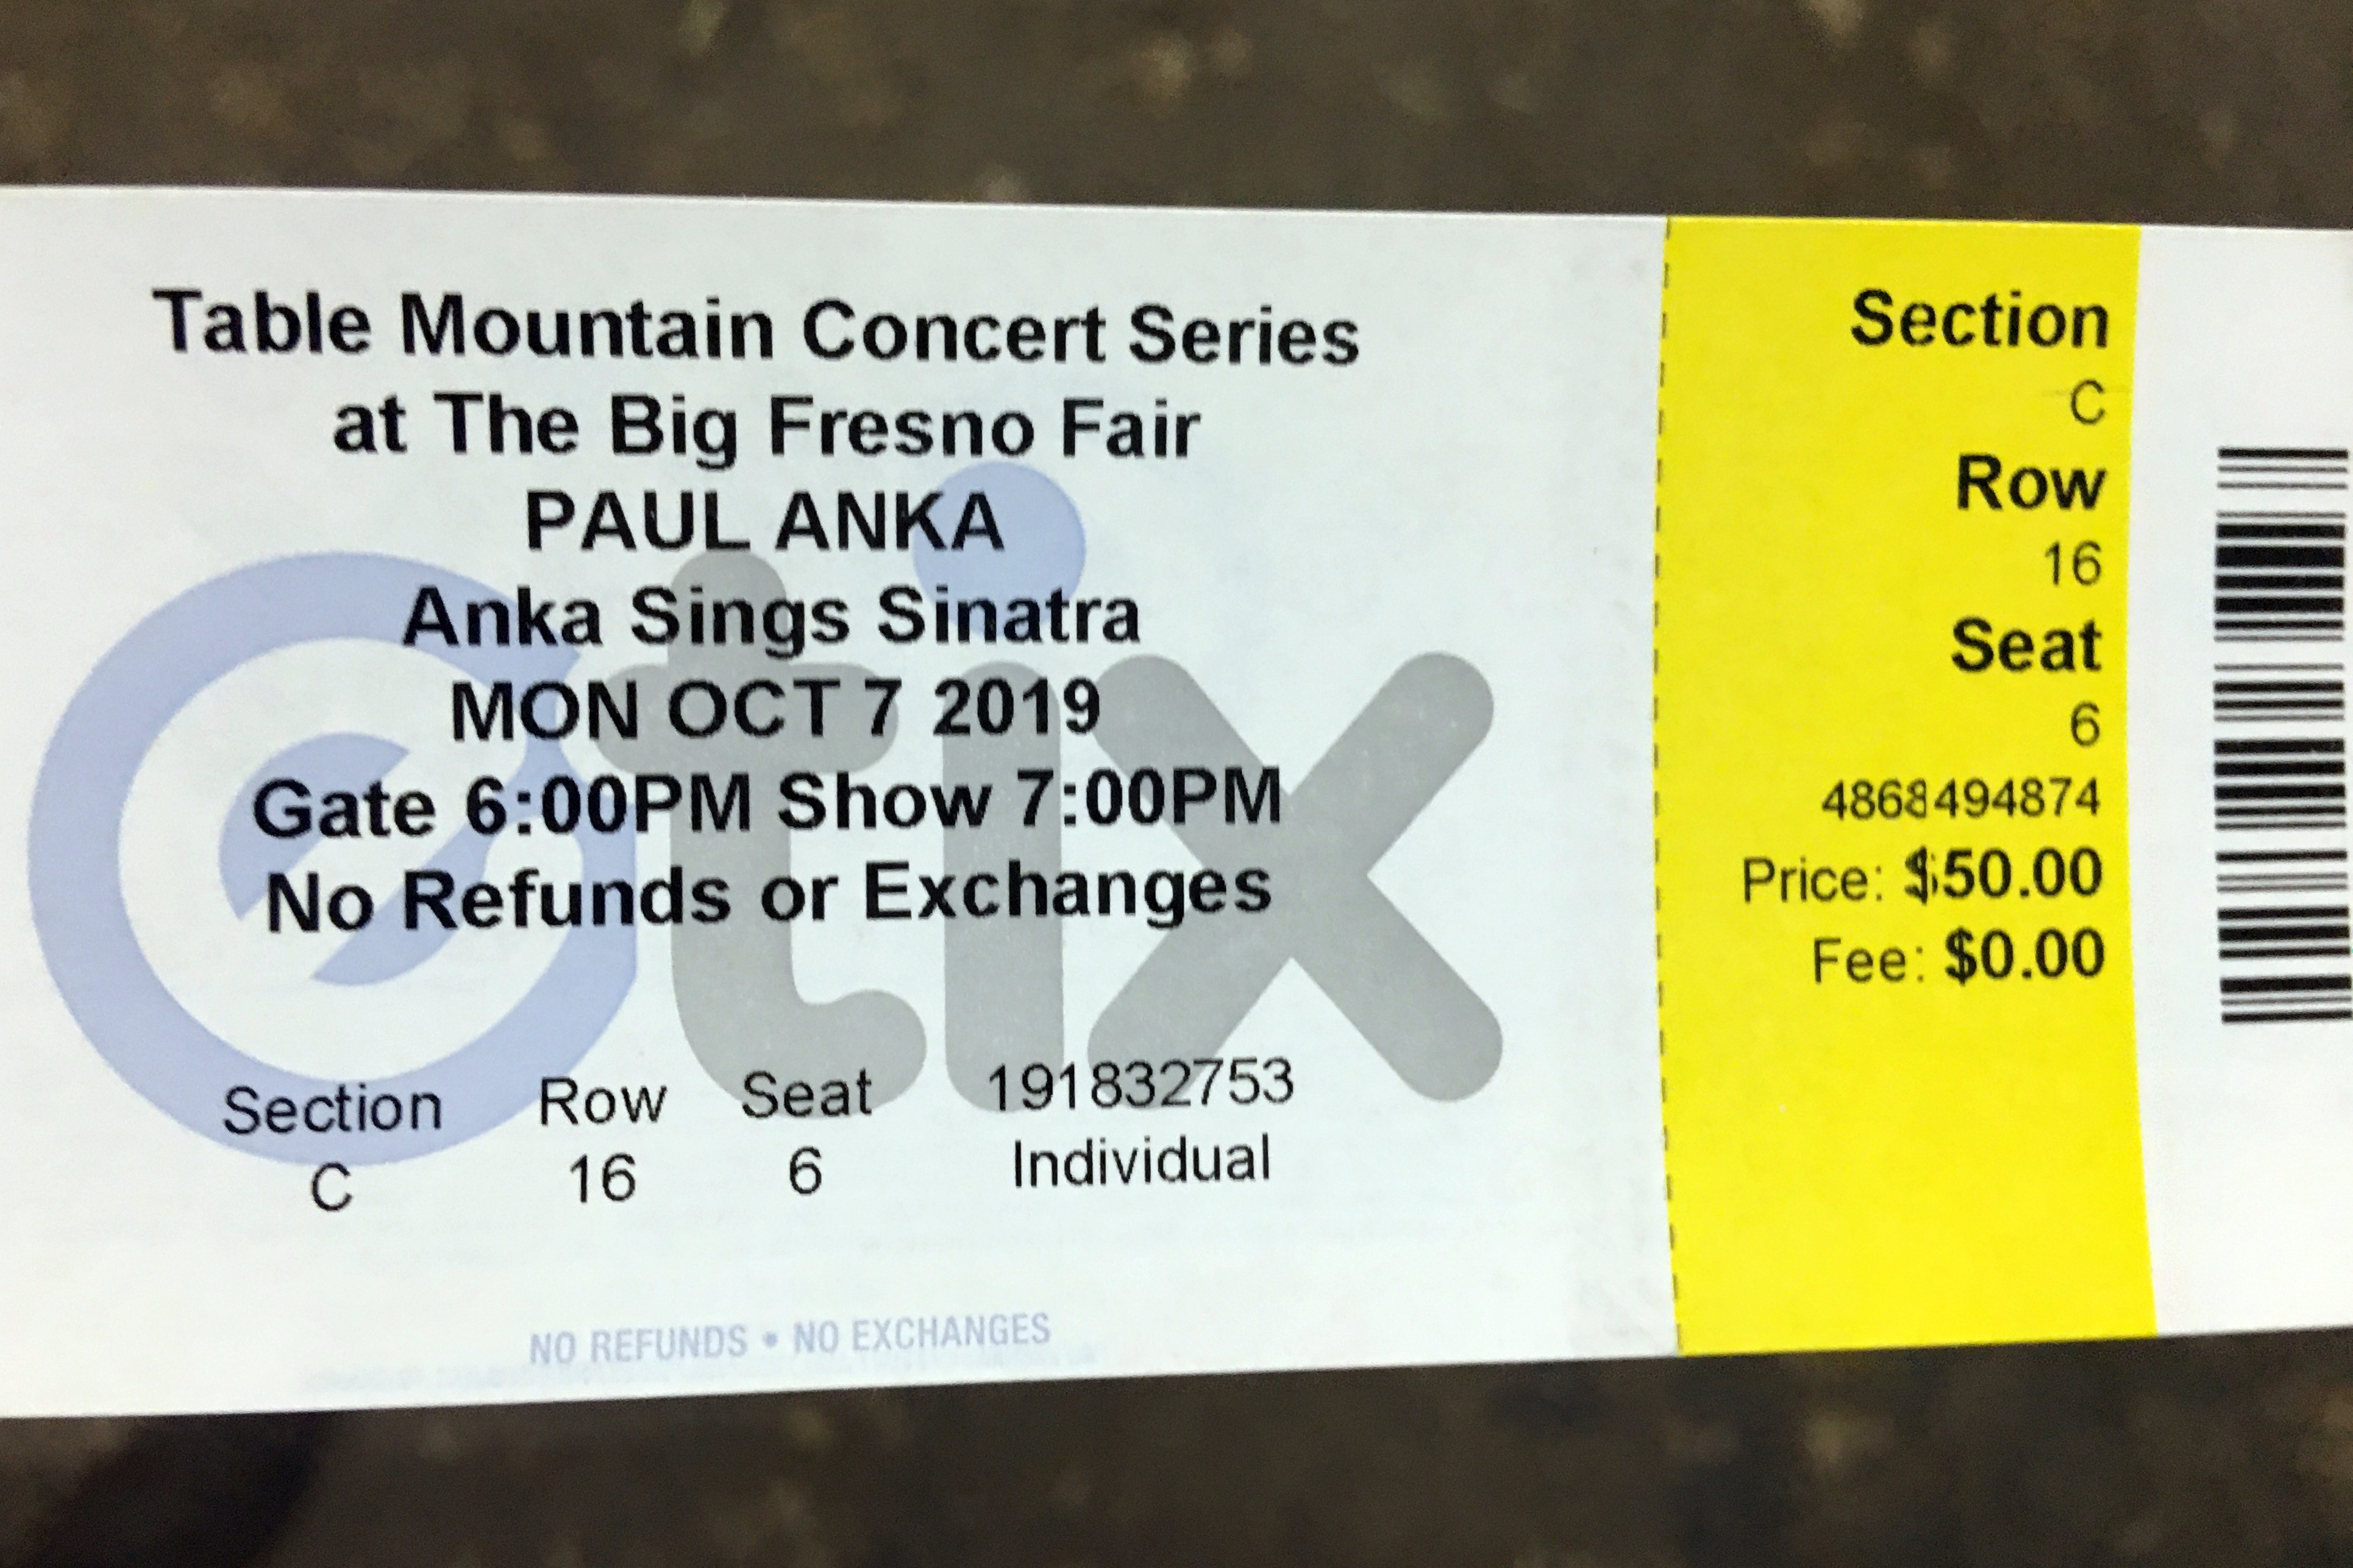 Table Mountain Concert Series
at The Big Fresno Fair
PAUL ANKA
Anka Sings Sinatra
MON OCT 7 2019
Gate 6:00PM Show 7:00PM
No Refunds or Exchanges
etix
Section Row Seat 191832753
C 16 6 Individual
NO REFUNDS • NO EXCHANGES
Section
C
Row
16
Seat
6
4868494874
Price: $50.00
Fee: $0.00